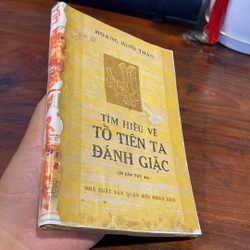 HOÀNG MINH THẢO
TÌM HIỂU VỀ
TỔ TIÊN TA
ĐÁNH GIẶC
(IN LẦN THỨ HAI)
NHÀ XUẤT BẢN QUÂN ĐỘI NHÂN DÂN